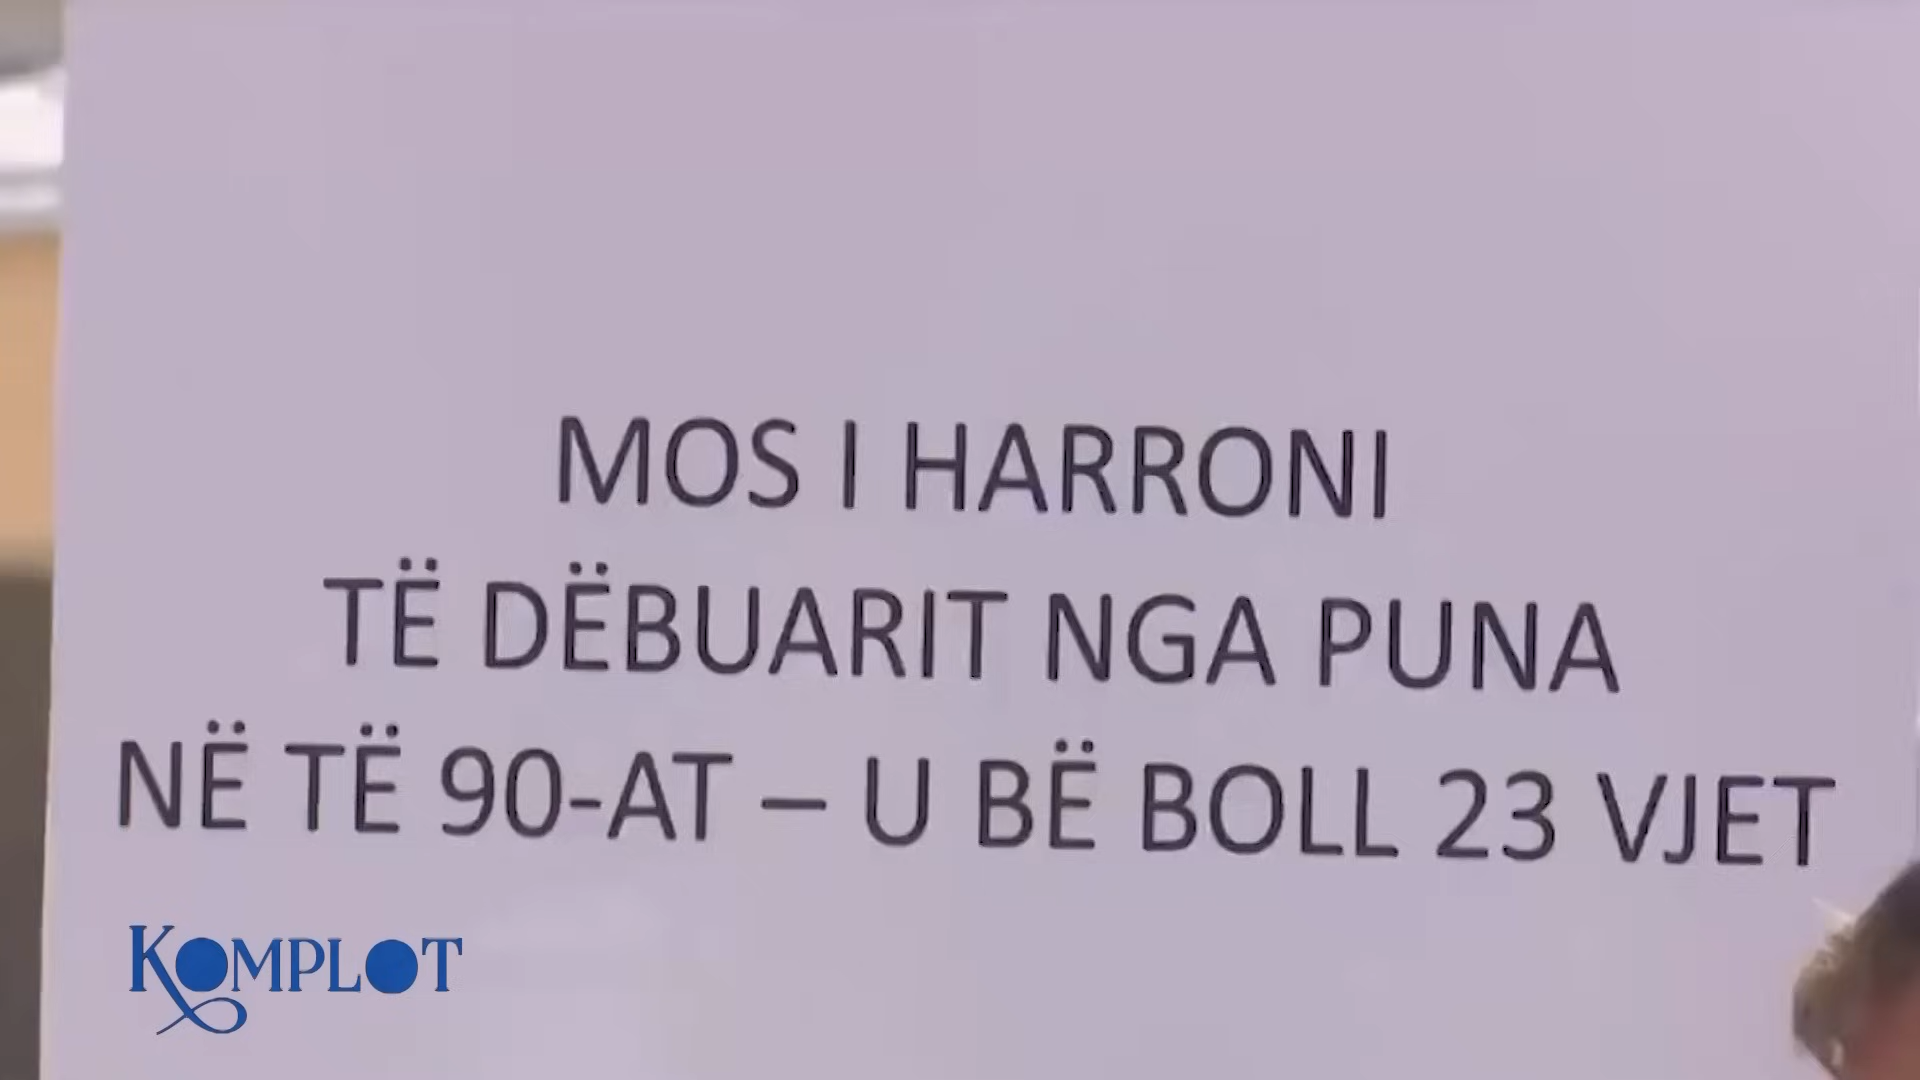 MOS I HARRONI
TË DËBUARIT NGA PUNA
NË TË 90-AT – U BË BOLL 23 VJET
KOMPLOT